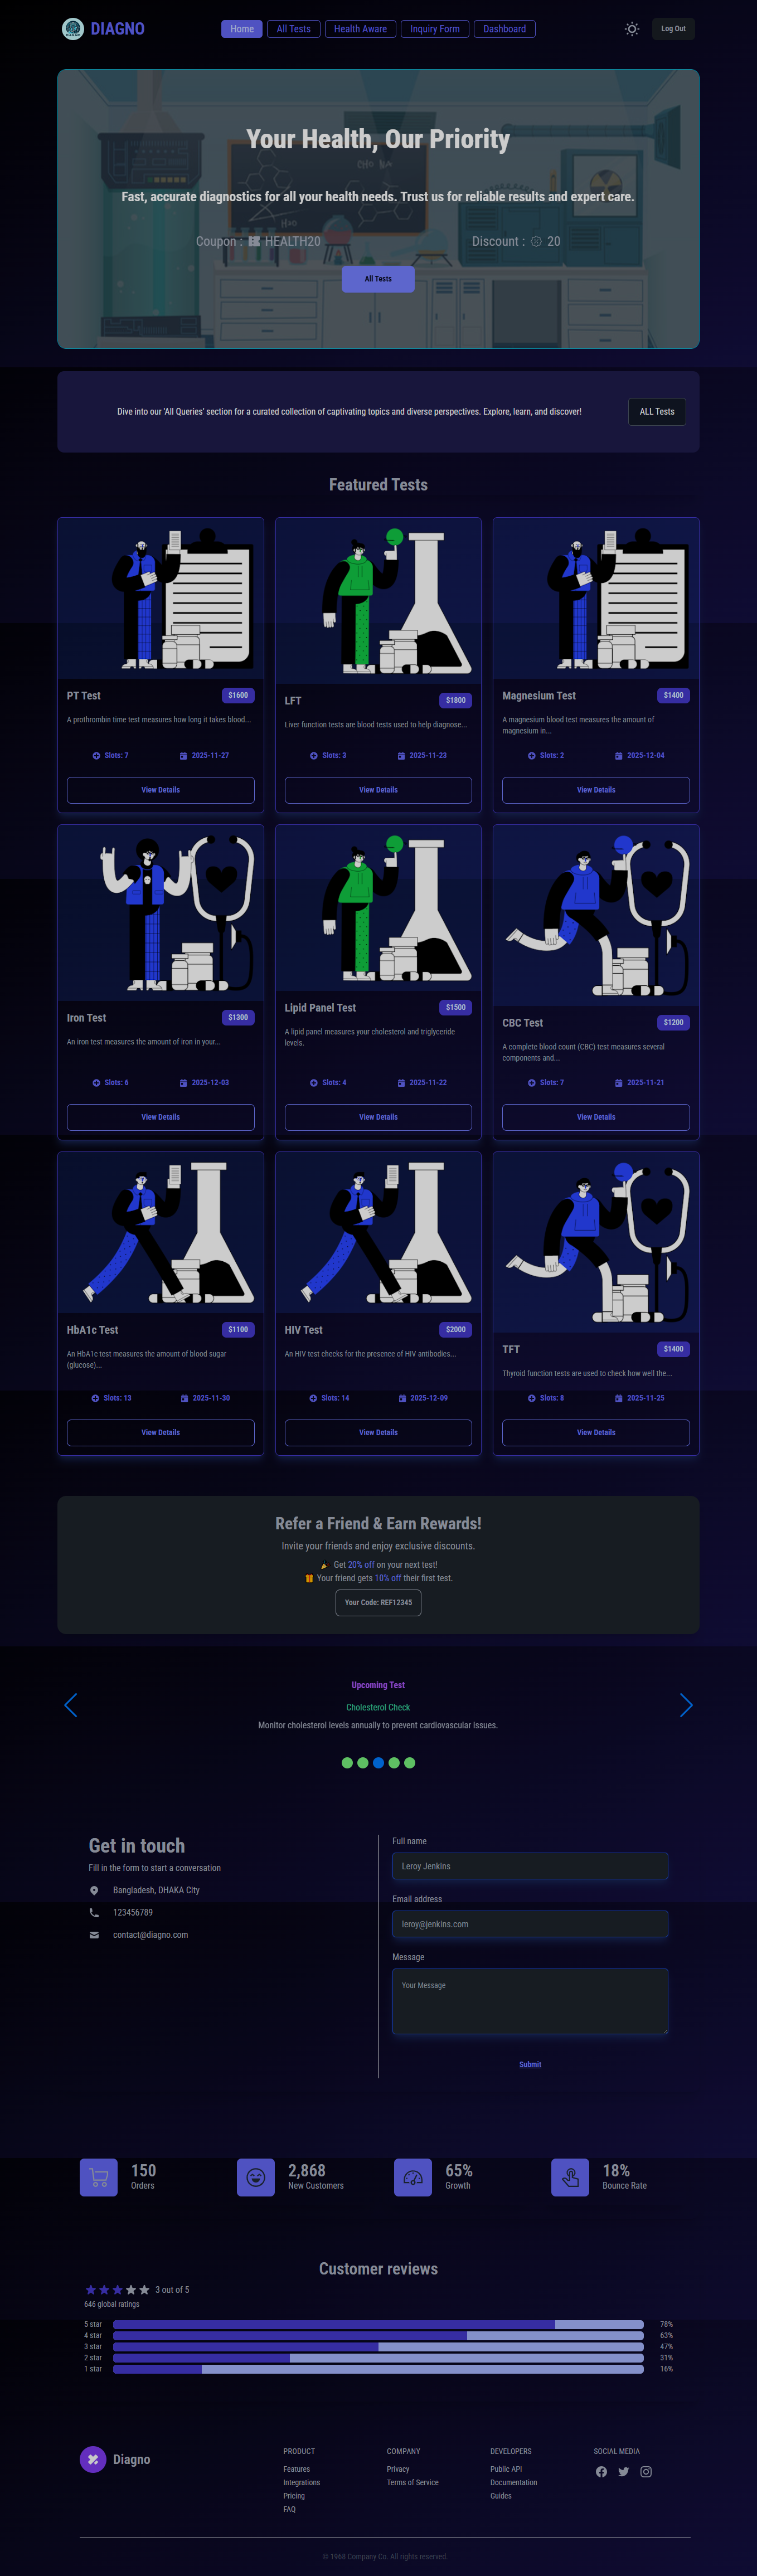 DIAGNO
Home
All Tests
Health Aware
Inquiry Form
Dashboard
Log Out
Your Health, Our Priority
Fast, accurate diagnostics for all your health needs. Trust us for reliable results and expert care.
Coupon : HEALTH20
Discount : 20
All Tests
Dive into our 'All Queries' section for a curated collection of captivating topics and diverse perspectives. Explore, learn, and discover!
ALL Tests
Featured Tests
PT Test
$1600
A prothrombin time test measures how long it takes blood...
Slots: 7
2025-11-27
View Details
LFT
$1800
Liver function tests are blood tests used to help diagnose...
Slots: 3
2025-11-23
View Details
Magnesium Test
$1400
A magnesium blood test measures the amount of
magnesium in...
Slots: 2
2025-12-04
View Details
Iron Test
$1300
An iron test measures the amount of iron in your...
Slots: 6
2025-12-03
View Details
Lipid Panel Test
$1500
A lipid panel measures your cholesterol and triglyceride
levels.
Slots: 4
2025-11-22
View Details
CBC Test
$1200
A complete blood count (CBC) test measures several
components and...
Slots: 7
2025-11-21
View Details
HbA1c Test
$1100
An HbA1c test measures the amount of blood sugar
(glucose)...
Slots: 13
2025-11-30
View Details
HIV Test
$2000
An HIV test checks for the presence of HIV antibodies...
Slots: 14
2025-12-09
View Details
TFT
$1400
Thyroid function tests are used to check how well the...
Slots: 8
2025-11-25
View Details
Refer a Friend & Earn Rewards!
Invite your friends and enjoy exclusive discounts.
Get 20% off on your next test!
Your friend gets 10% off their first test.
Your Code: REF12345
Upcoming Test
Cholesterol Check
Monitor cholesterol levels annually to prevent cardiovascular issues.
Get in touch
Fill in the form to start a conversation
Bangladesh, DHAKA City
123456789
contact@diagno.com
Full name
Leroy Jenkins
Email address
leroy@jenkins.com
Message
Your Message
Submit
150
Orders
2,868
New Customers
65%
Growth
18%
Bounce Rate
Customer reviews
3 out of 5
646 global ratings
5 star 78%
4 star 63%
3 star 47%
2 star 31%
1 star 16%
Diagno
PRODUCT
Features
Integrations
Pricing
FAQ
COMPANY
Privacy
Terms of Service
DEVELOPERS
Public API
Documentation
Guides
SOCIAL MEDIA
© 1968 Company Co. All rights reserved.